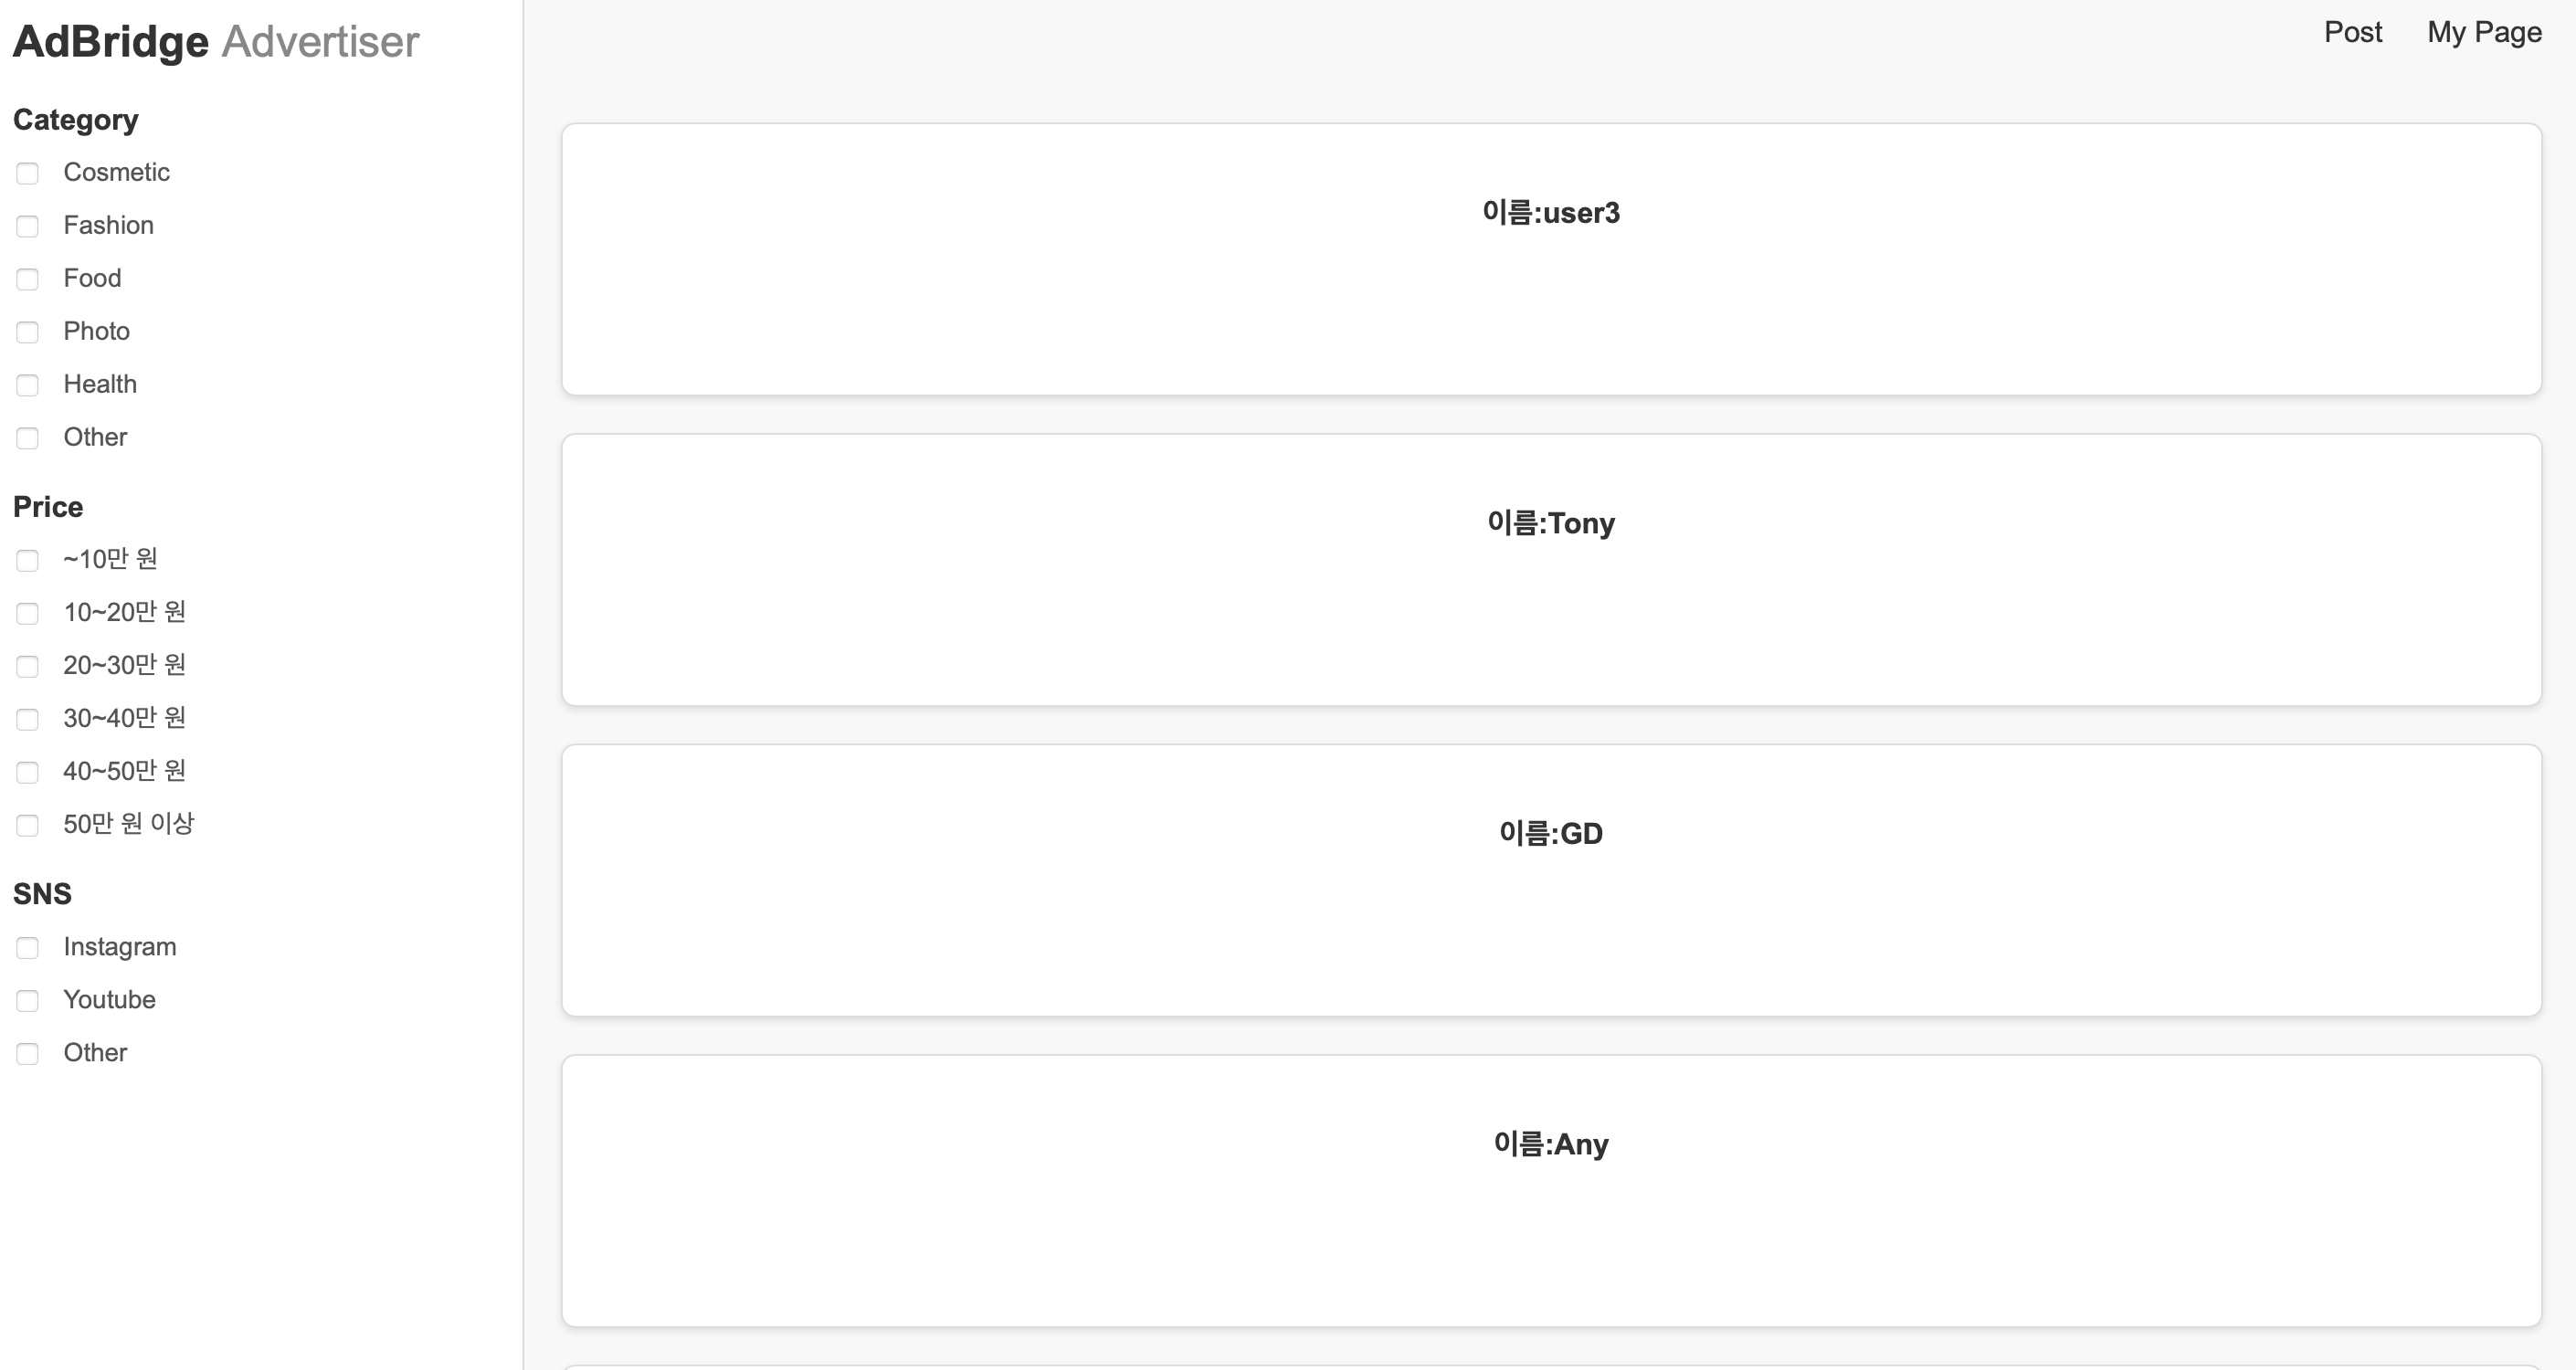 AdBridge Advertiser
Category
Cosmetic
Fashion
Food
Photo
Health
Other
Price
~10만 원
10~20만 원
20~30만 원
30~40만 원
40~50만 원
50만 원 이상
SNS
Instagram
Youtube
Other
Post My Page
이름:user3
이름:Tony
이름:GD
이름:Any